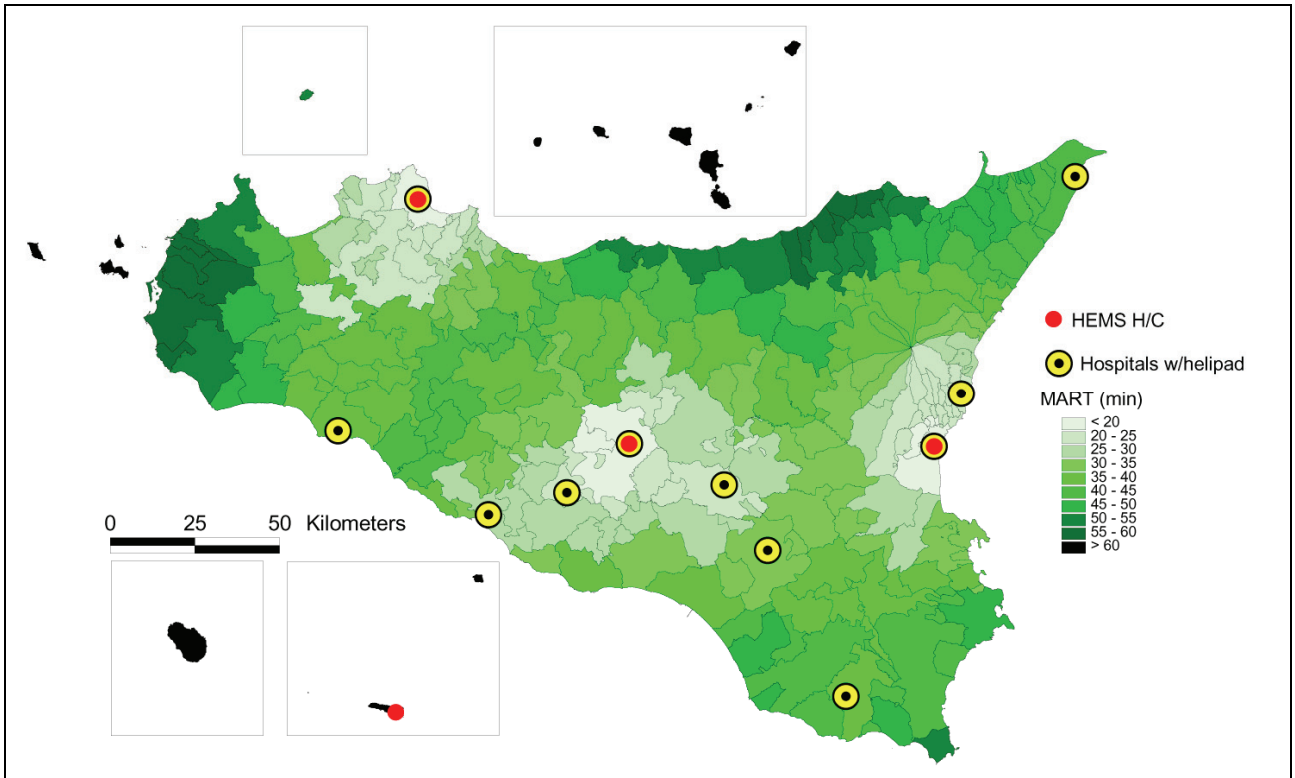 HEMS H/C
Hospitals w/helipad
MART (min)
< 20
20 - 25
25 - 30
30 - 35
35 - 40
40 - 45
45 - 50
50 - 55
55 - 60
> 60
0 25 50 Kilometers